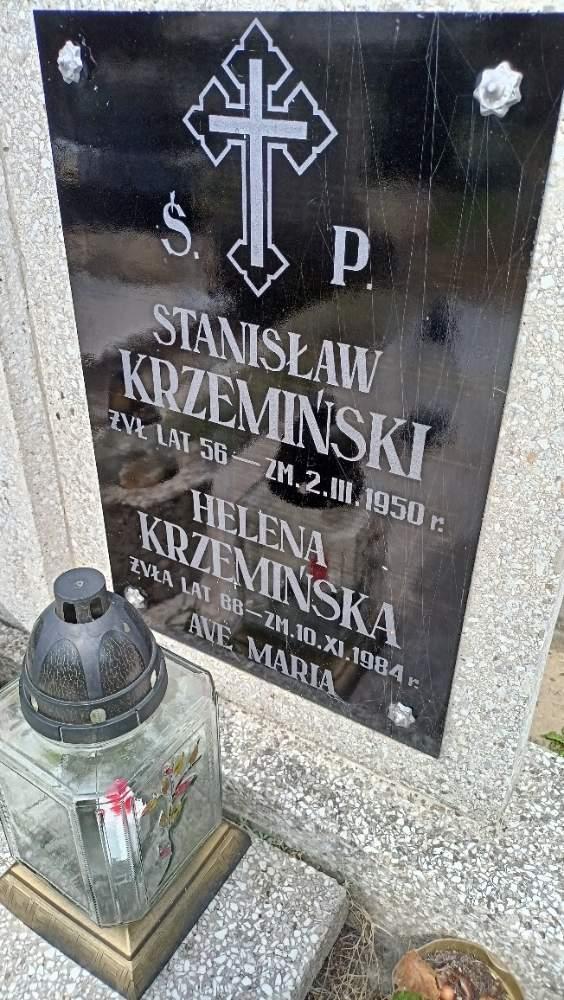 Ś. P.
STANISŁAW
KRZEMIŃSKI
ŻYŁ LAT 56 — ZM. 2.III.1950 r.
HELENA
KRZEMIŃSKA
ŻYŁA LAT 88 — ZM. 10.XI.1984 r.
AVE MARIA